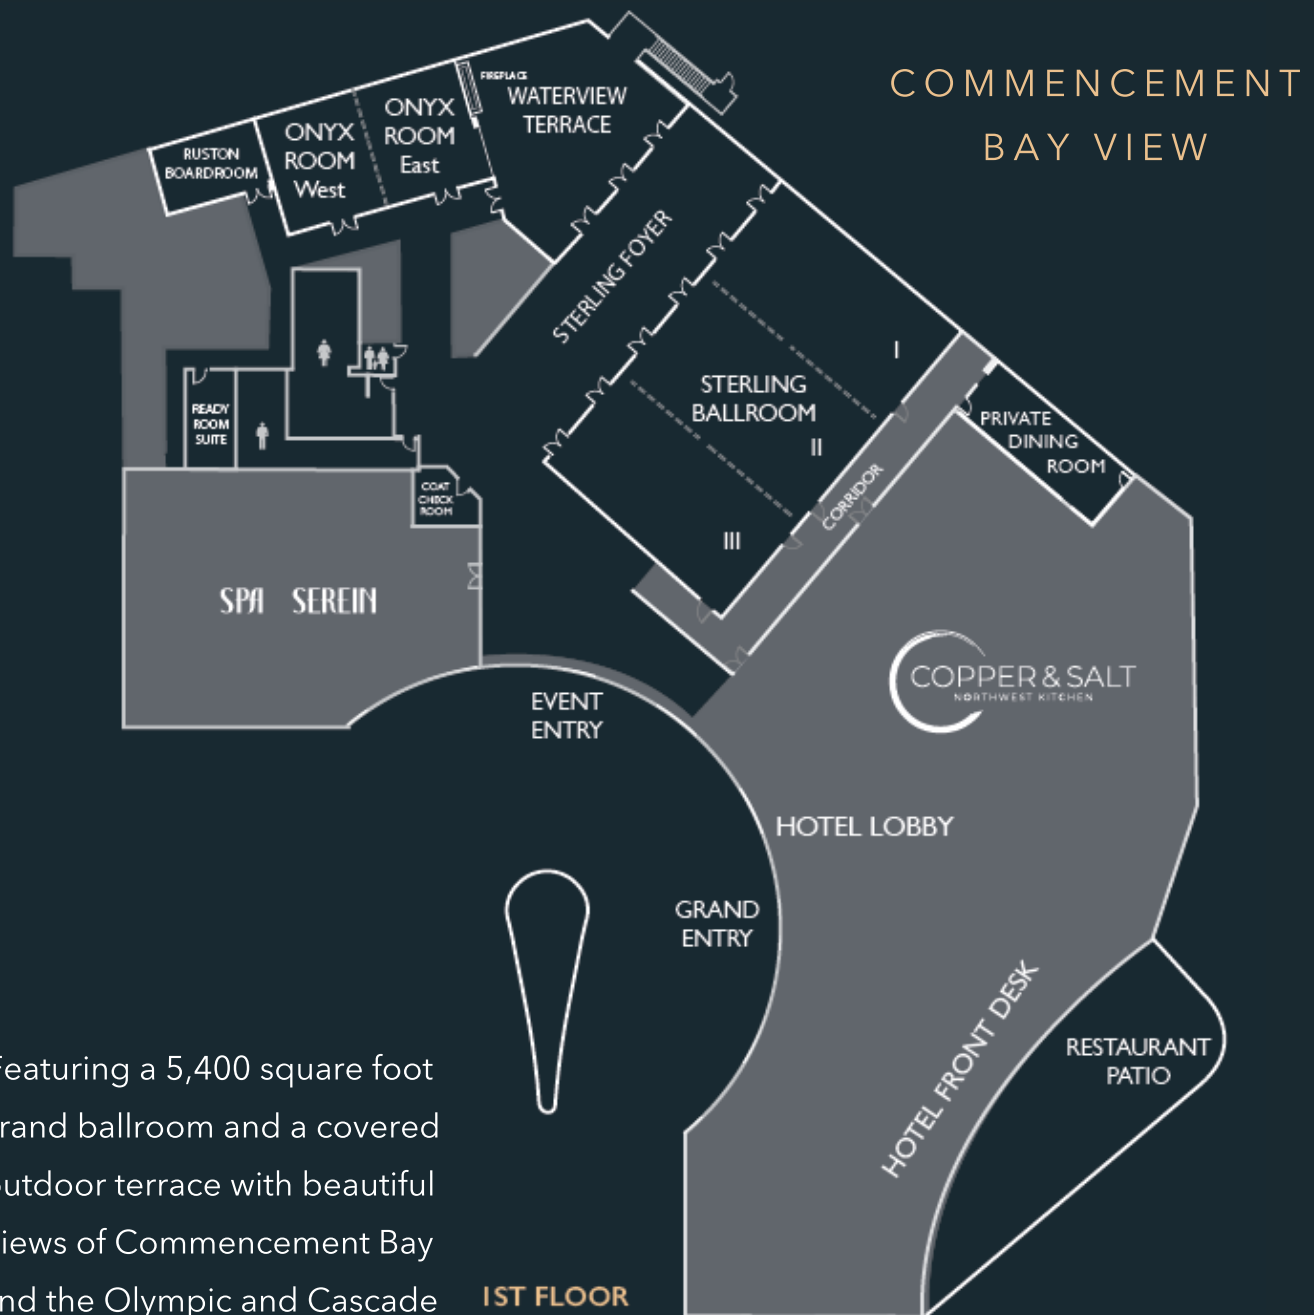 COMMENCEMENT
BAY VIEW
FIREPLACE
WATERVIEW
TERRACE
ONYX
ROOM
East
ONYX
ROOM
West
RUSTON
BOARDROOM
STERLING FOYER
I
STERLING
BALLROOM
II
III
CORRIDOR
PRIVATE
DINING
ROOM
READY
ROOM
SUITE
COAT
CHECK
ROOM
SPA SEREIN
COPPER & SALT
NORTHWEST KITCHEN
EVENT
ENTRY
HOTEL LOBBY
GRAND
ENTRY
HOTEL FRONT DESK
RESTAURANT
PATIO
Featuring a 5,400 square foot
rand ballroom and a covered
outdoor terrace with beautiful
iews of Commencement Bay
nd the Olympic and Cascade
1ST FLOOR